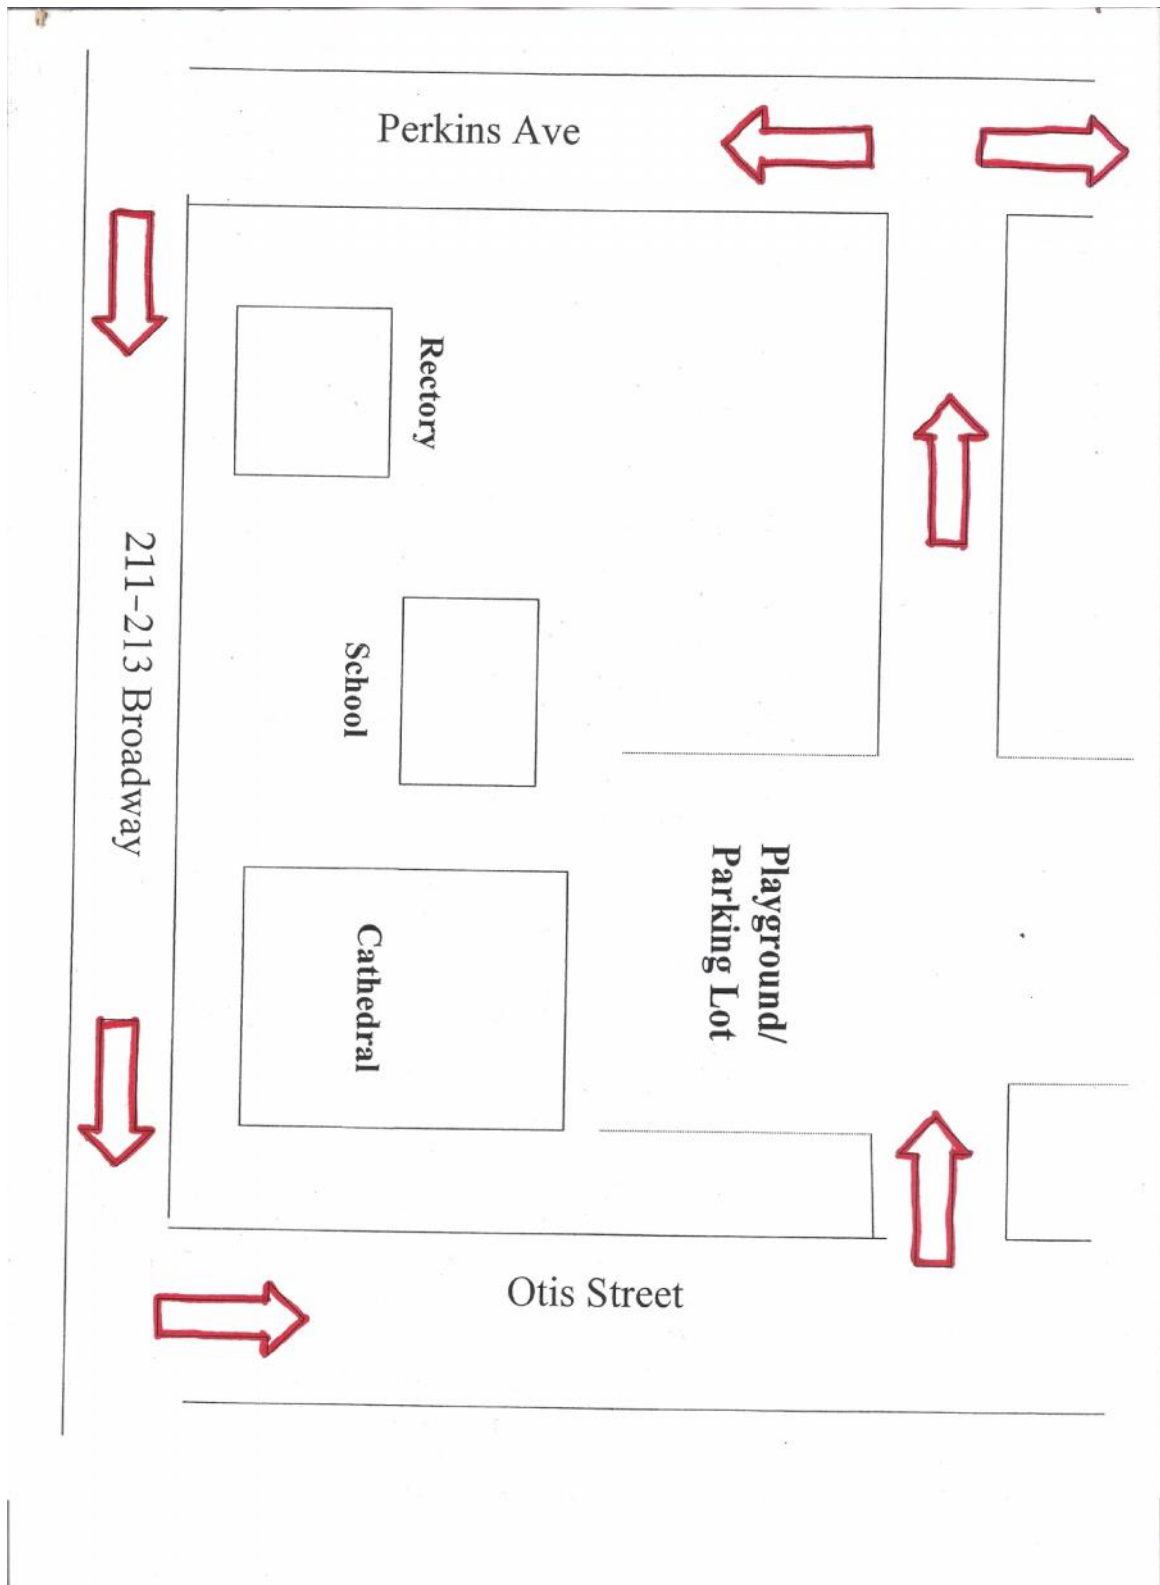 Perkins Ave
Rectory
211-213 Broadway
School
Playground/
Parking Lot
Cathedral
Otis Street